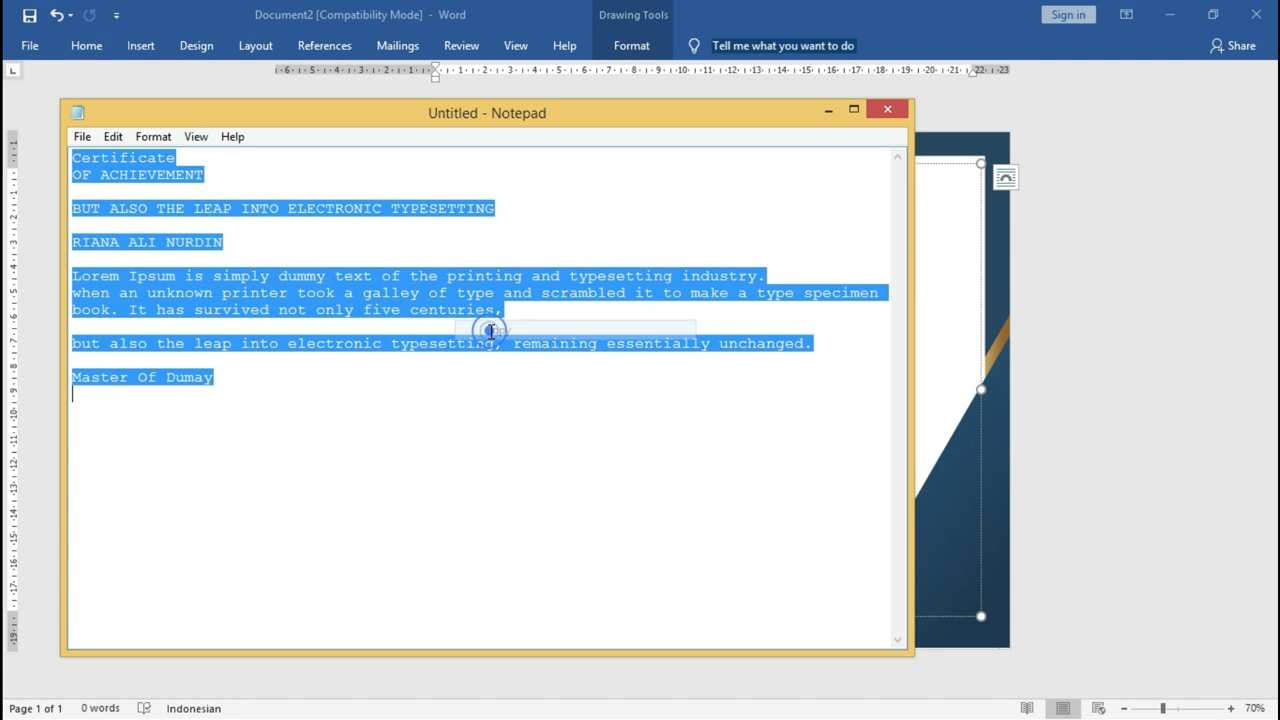 Document2 [Compatibility Mode] - Word
Drawing Tools
Sign in
File
Home
Insert
Design
Layout
References
Mailings
Review
View
Help
Format
Tell me what you want to do
Share
Untitled - Notepad
File Edit Format View Help
Certificate
OF ACHIEVEMENT
BUT ALSO THE LEAP INTO ELECTRONIC TYPESETTING
RIANA ALI NURDIN
Lorem Ipsum is simply dummy text of the printing and typesetting industry.
when an unknown printer took a galley of type and scrambled it to make a type specimen
book. It has survived not only five centuries,
but also the leap into electronic typesetting, remaining essentially unchanged.
Master Of Dumay
Page 1 of 1
0 words
Indonesian
70%